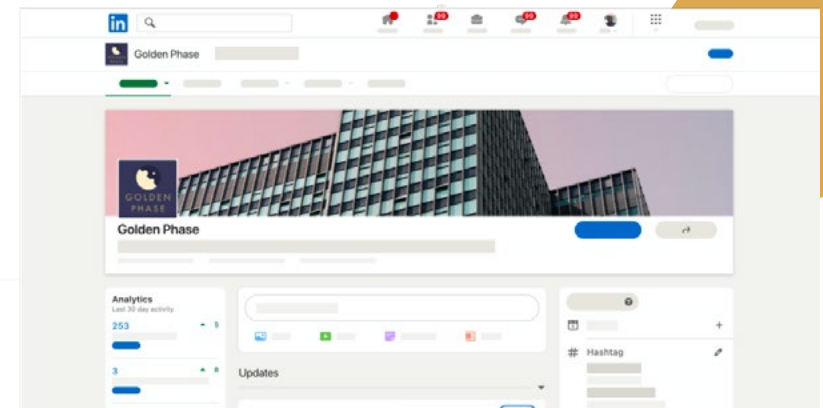 in
99
99
99
Golden Phase
GOLDEN
PHASE
Golden Phase
Analytics
Last 30 day activity
253
5
3
8
Updates
Hashtag